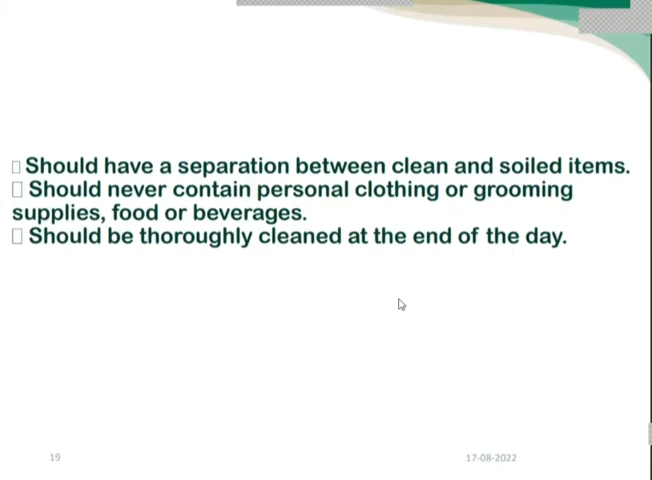 Should have a separation between clean and soiled items.
Should never contain personal clothing or grooming
supplies, food or beverages.
Should be thoroughly cleaned at the end of the day.
19
17-08-2022